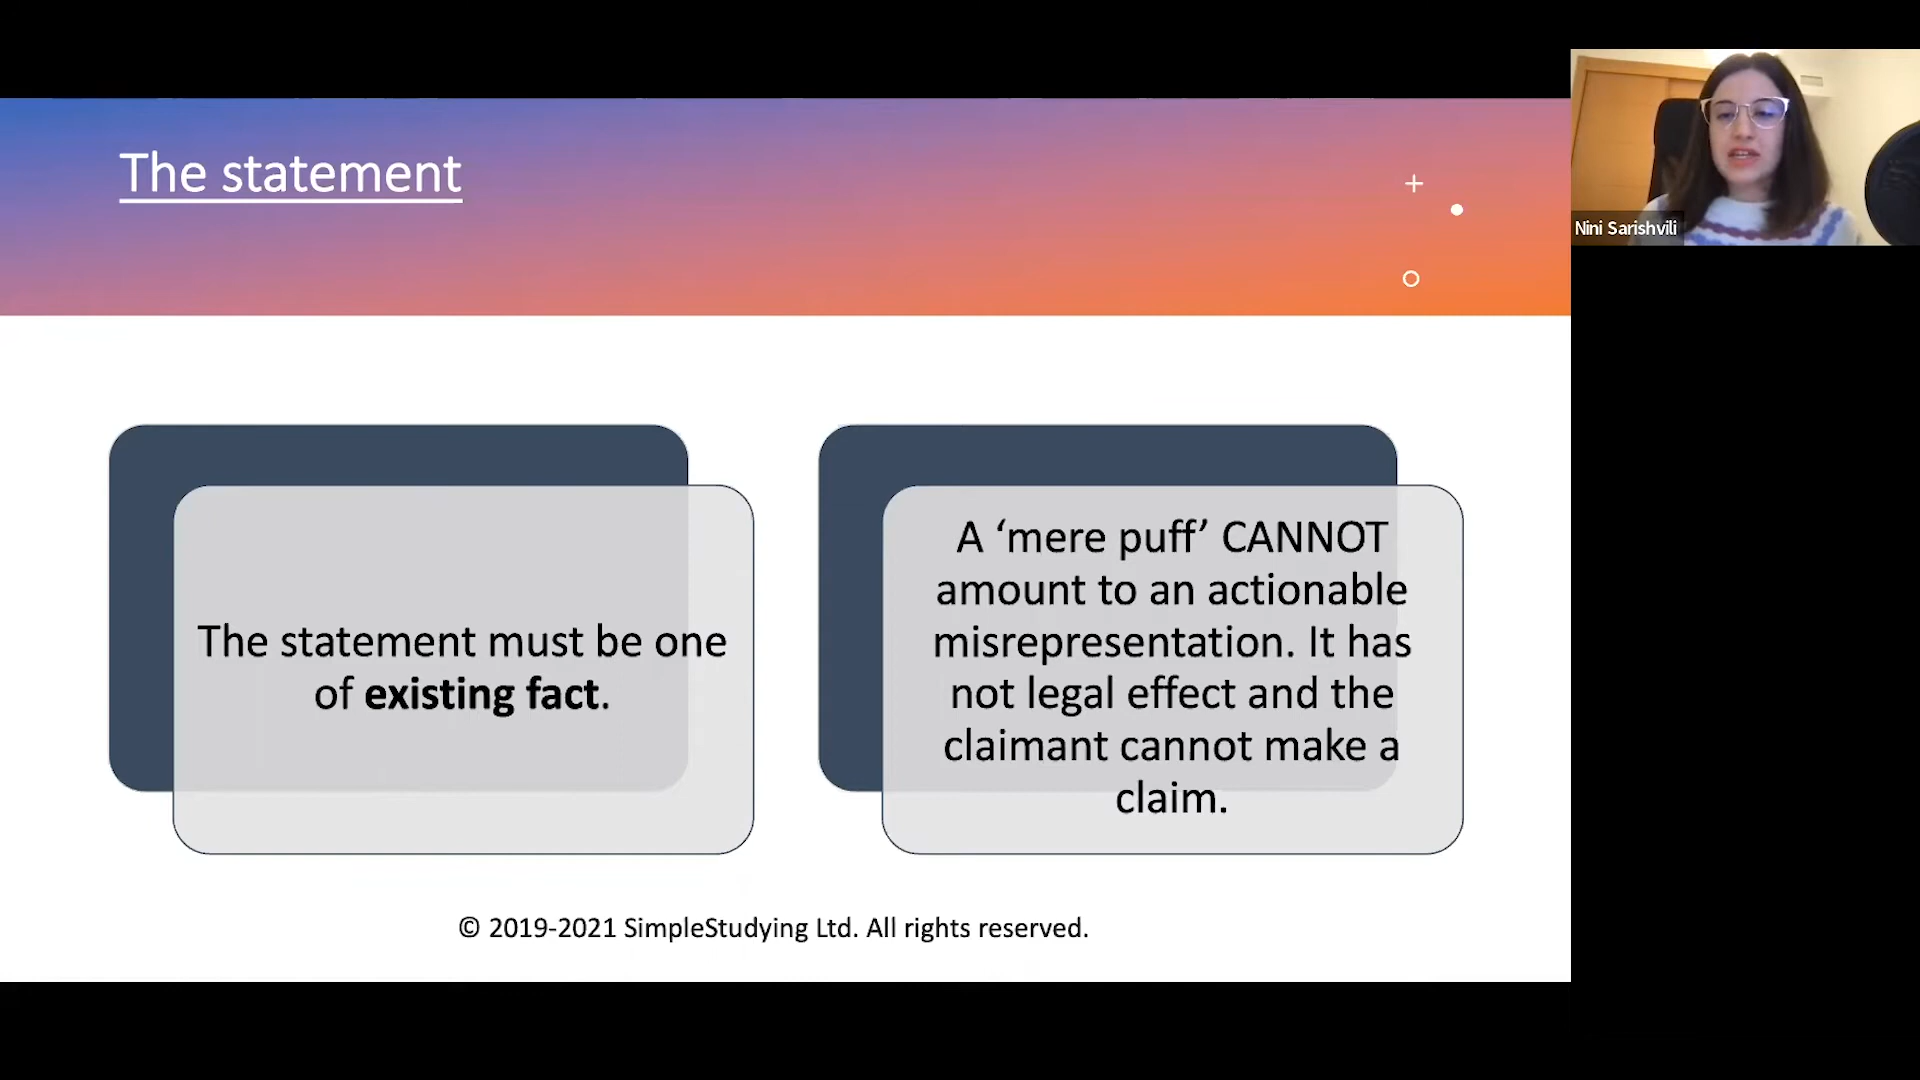 The statement
Nini Sarishvili
The statement must be one
of existing fact.
A ‘mere puff’ CANNOT
amount to an actionable
misrepresentation. It has
not legal effect and the
claimant cannot make a
claim.
© 2019-2021 SimpleStudying Ltd. All rights reserved.